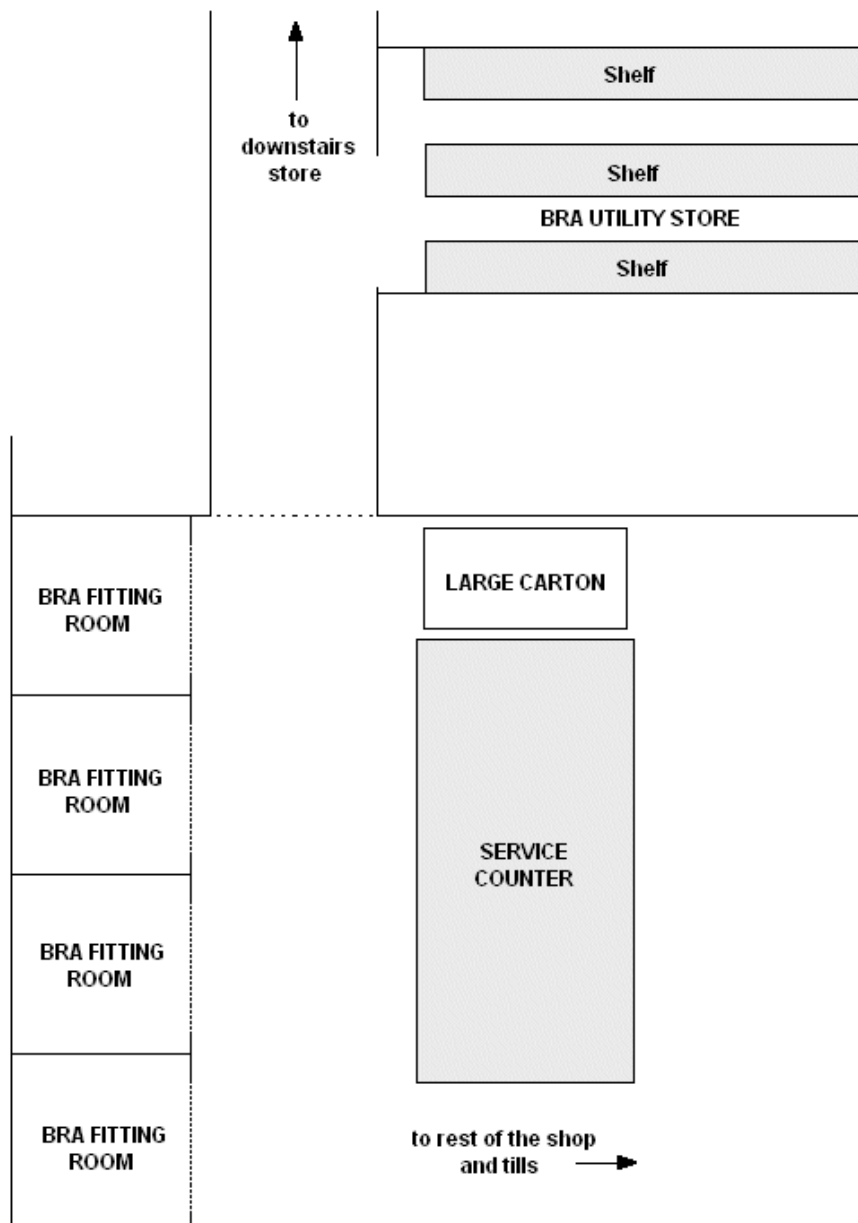 Shelf
to
downstairs
store
Shelf
BRA UTILITY STORE
Shelf
LARGE CARTON
BRA FITTING
ROOM
BRA FITTING
ROOM
SERVICE
COUNTER
BRA FITTING
ROOM
BRA FITTING
ROOM
to rest of the shop
and tills